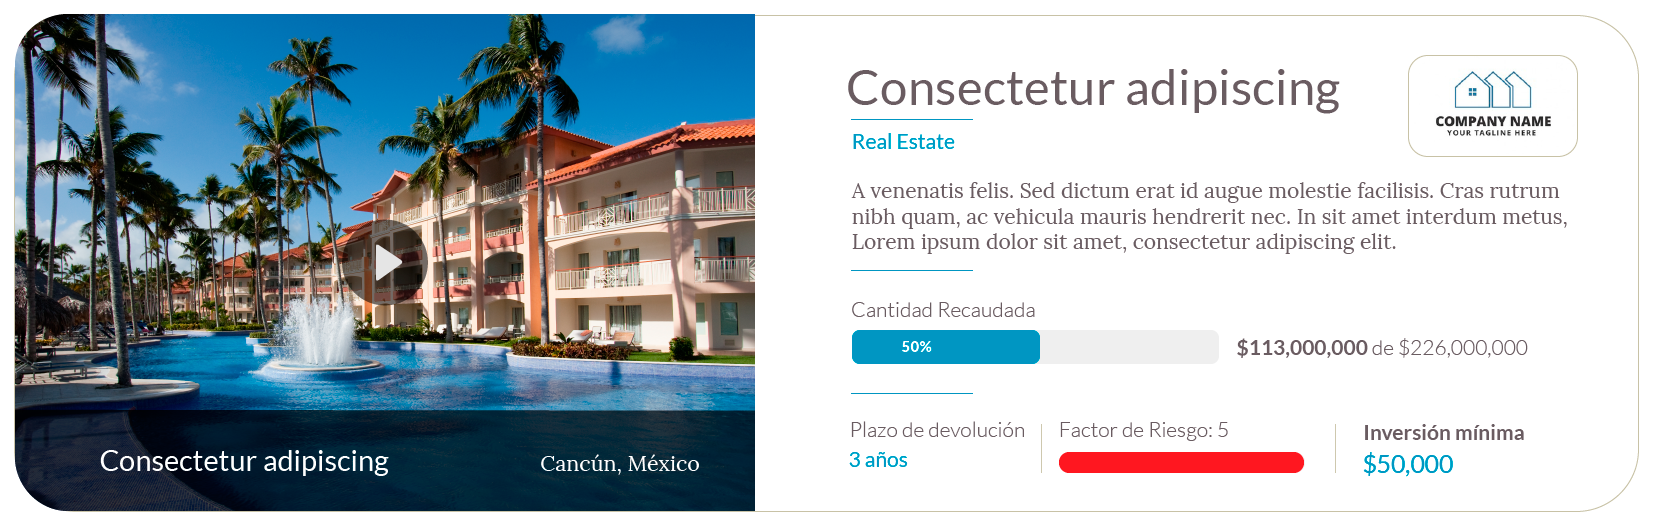 Consectetur adipiscing
Cancún, México
Consectetur adipiscing
COMPANY NAME
YOUR TAGLINE HERE
Real Estate
A venenatis felis. Sed dictum erat id augue molestie facilisis. Cras rutrum
nibh quam, ac vehicula mauris hendrerit nec. In sit amet interdum metus,
Lorem ipsum dolor sit amet, consectetur adipiscing elit.
Cantidad Recaudada
50%
$113,000,000 de $226,000,000
Plazo de devolución
3 años
Factor de Riesgo: 5
Inversión mínima
$50,000